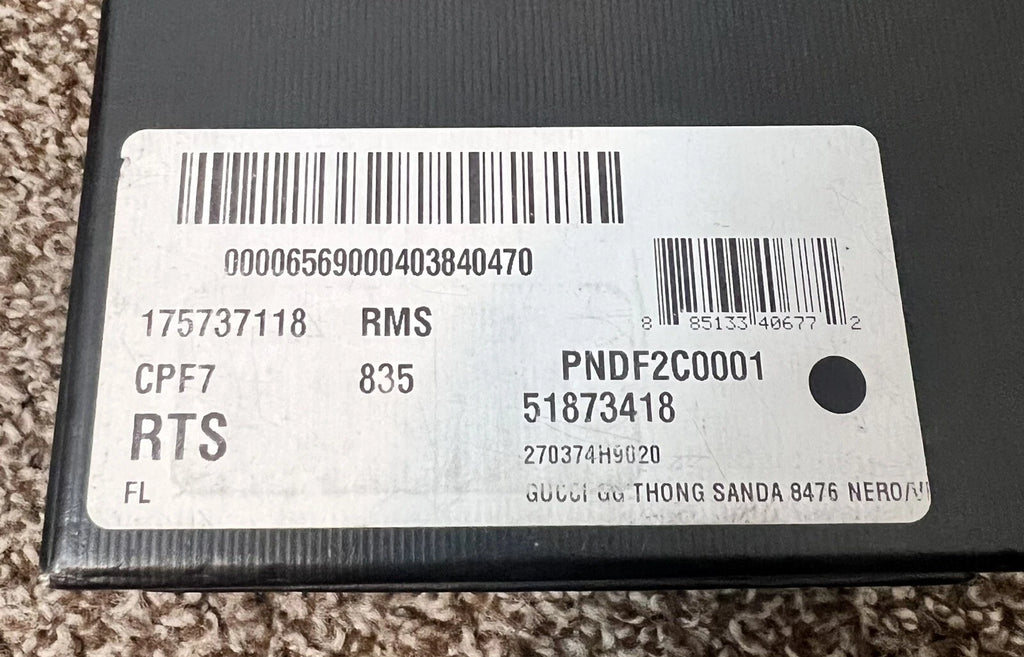 00006569000403840470
175737118 RMS
CPF7 835
RTS
FL
8 85133 40677 2
PNDF2C0001
51873418
270374H9020
GUCCI GG THONG SANDA 8476 NERO/